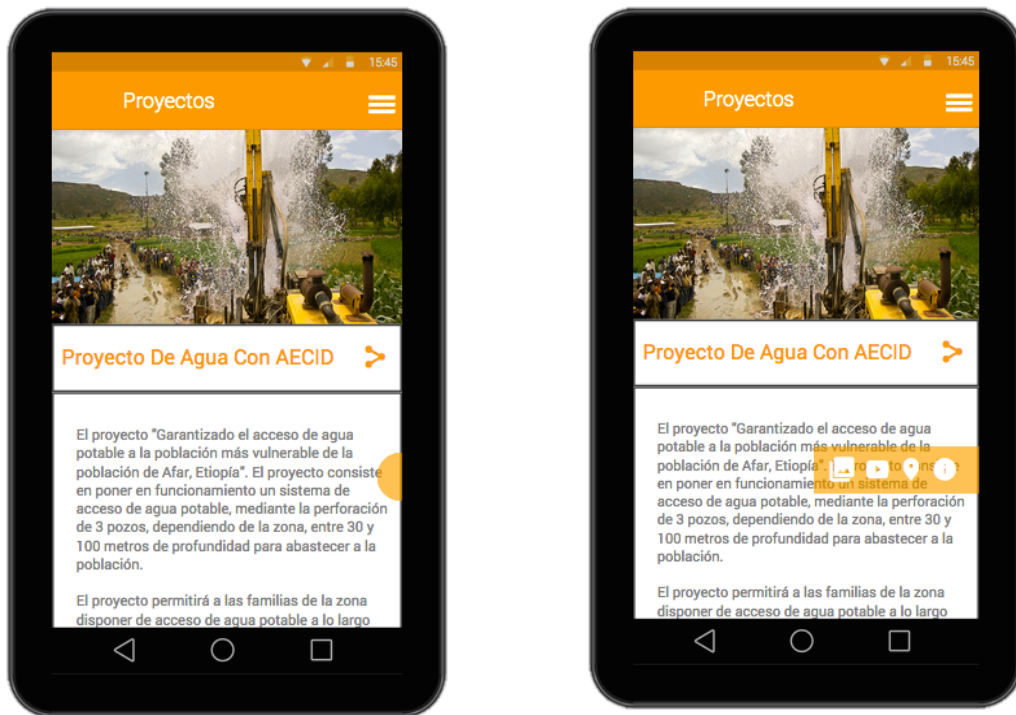 15:45
Proyectos
Proyecto De Agua Con AECID
El proyecto "Garantizado el acceso de agua
potable a la población más vulnerable de la
población de Afar, Etiopía". El proyecto consiste
en poner en funcionamiento un sistema de
acceso de agua potable, mediante la perforación
de 3 pozos, dependiendo de la zona, entre 30 y
100 metros de profundidad para abastecer a la
población.
El proyecto permitirá a las familias de la zona
disponer de acceso de agua potable a lo largo
15:45
Proyectos
Proyecto De Agua Con AECID
El proyecto "Garantizado el acceso de agua
potable a la población más vulnerable de la
población de Afar, Etiopía". El proyecto consiste
en poner en funcionamiento un sistema de
acceso de agua potable, mediante la perforación
de 3 pozos, dependiendo de la zona, entre 30 y
100 metros de profundidad para abastecer a la
población.
El proyecto permitirá a las familias de la zona
disponer de acceso de agua potable a lo largo